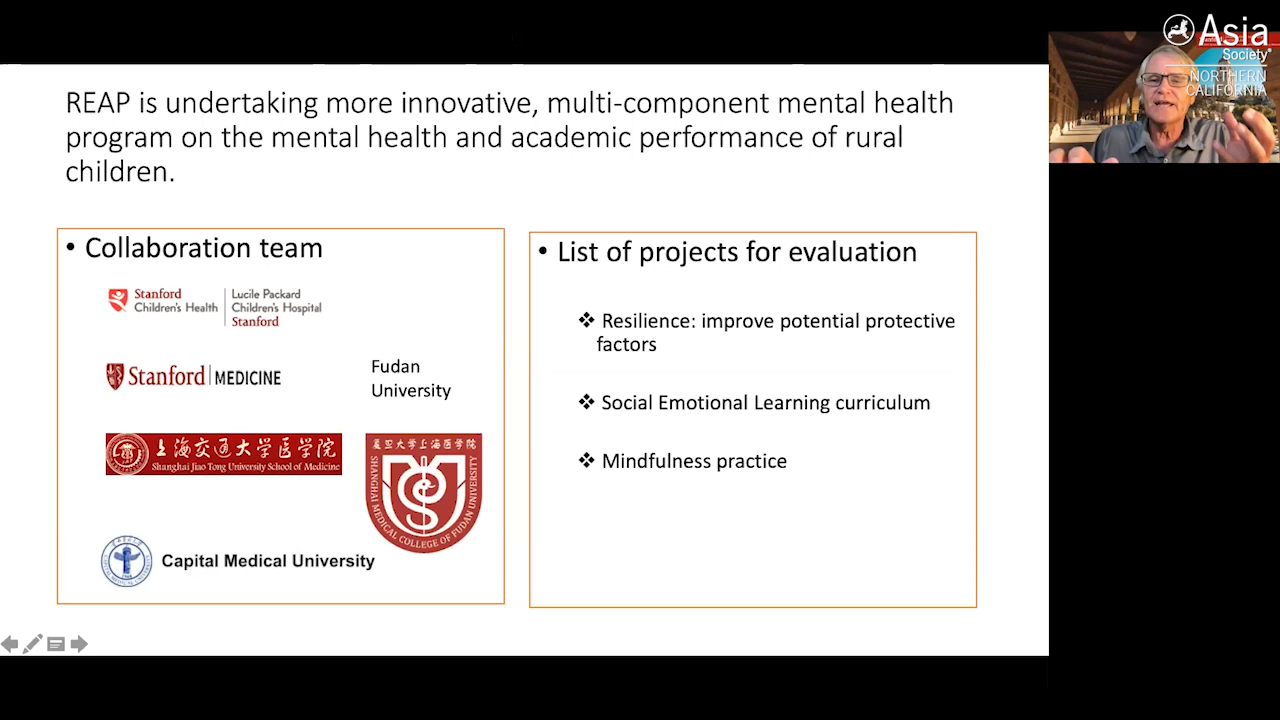 REAP is undertaking more innovative, multi-component mental health
program on the mental health and academic performance of rural
children.
• Collaboration team
Stanford
Children's Health
Lucile Packard
Children's Hospital
Stanford
Stanford MEDICINE
Fudan
University
上海交通大学医学院
Shanghai Jiao Tong University School of Medicine
复旦大学上海医学院
SHANGHAI MEDICAL COLLEGE OF FUDAN UNIVERSITY
Capital Medical University
• List of projects for evaluation
❖ Resilience: improve potential protective
factors
❖ Social Emotional Learning curriculum
❖ Mindfulness practice
Asia
Society
NORTHERN
CALIFORNIA